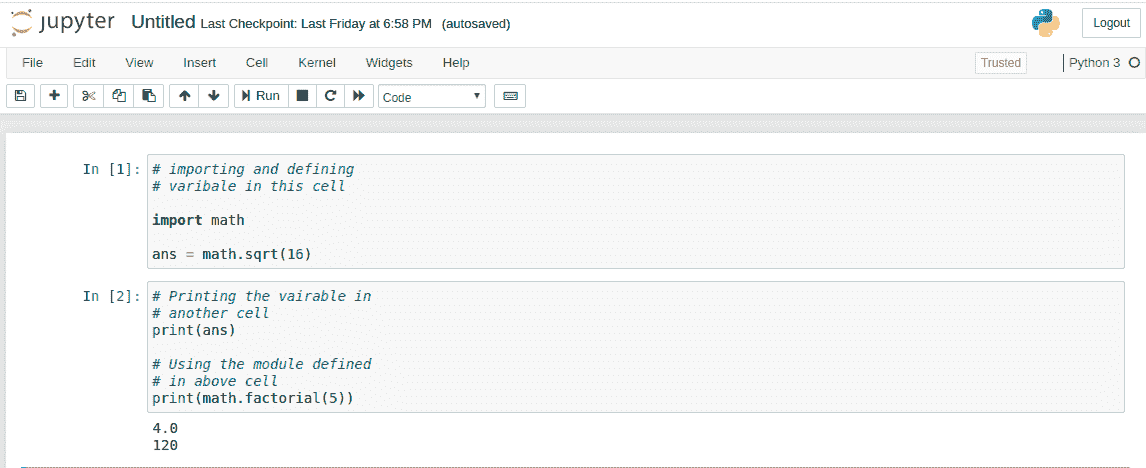 jupyter Untitled Last Checkpoint: Last Friday at 6:58 PM (autosaved) Logout
File Edit View Insert Cell Kernel Widgets Help Trusted Python 3
Run Code
In [1]: # importing and defining
# varibale in this cell
import math
ans = math.sqrt(16)
In [2]: # Printing the vairable in
# another cell
print(ans)
# Using the module defined
# in above cell
print(math.factorial(5))
4.0
120